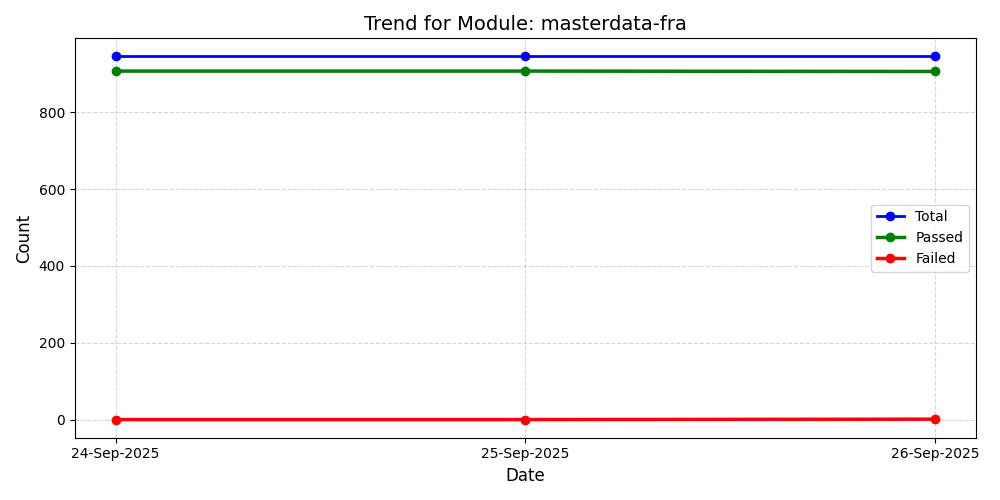 Trend for Module: masterdata-fra
Count
800
600
400
200
0
Total
Passed
Failed
24-Sep-2025 25-Sep-2025 26-Sep-2025
Date